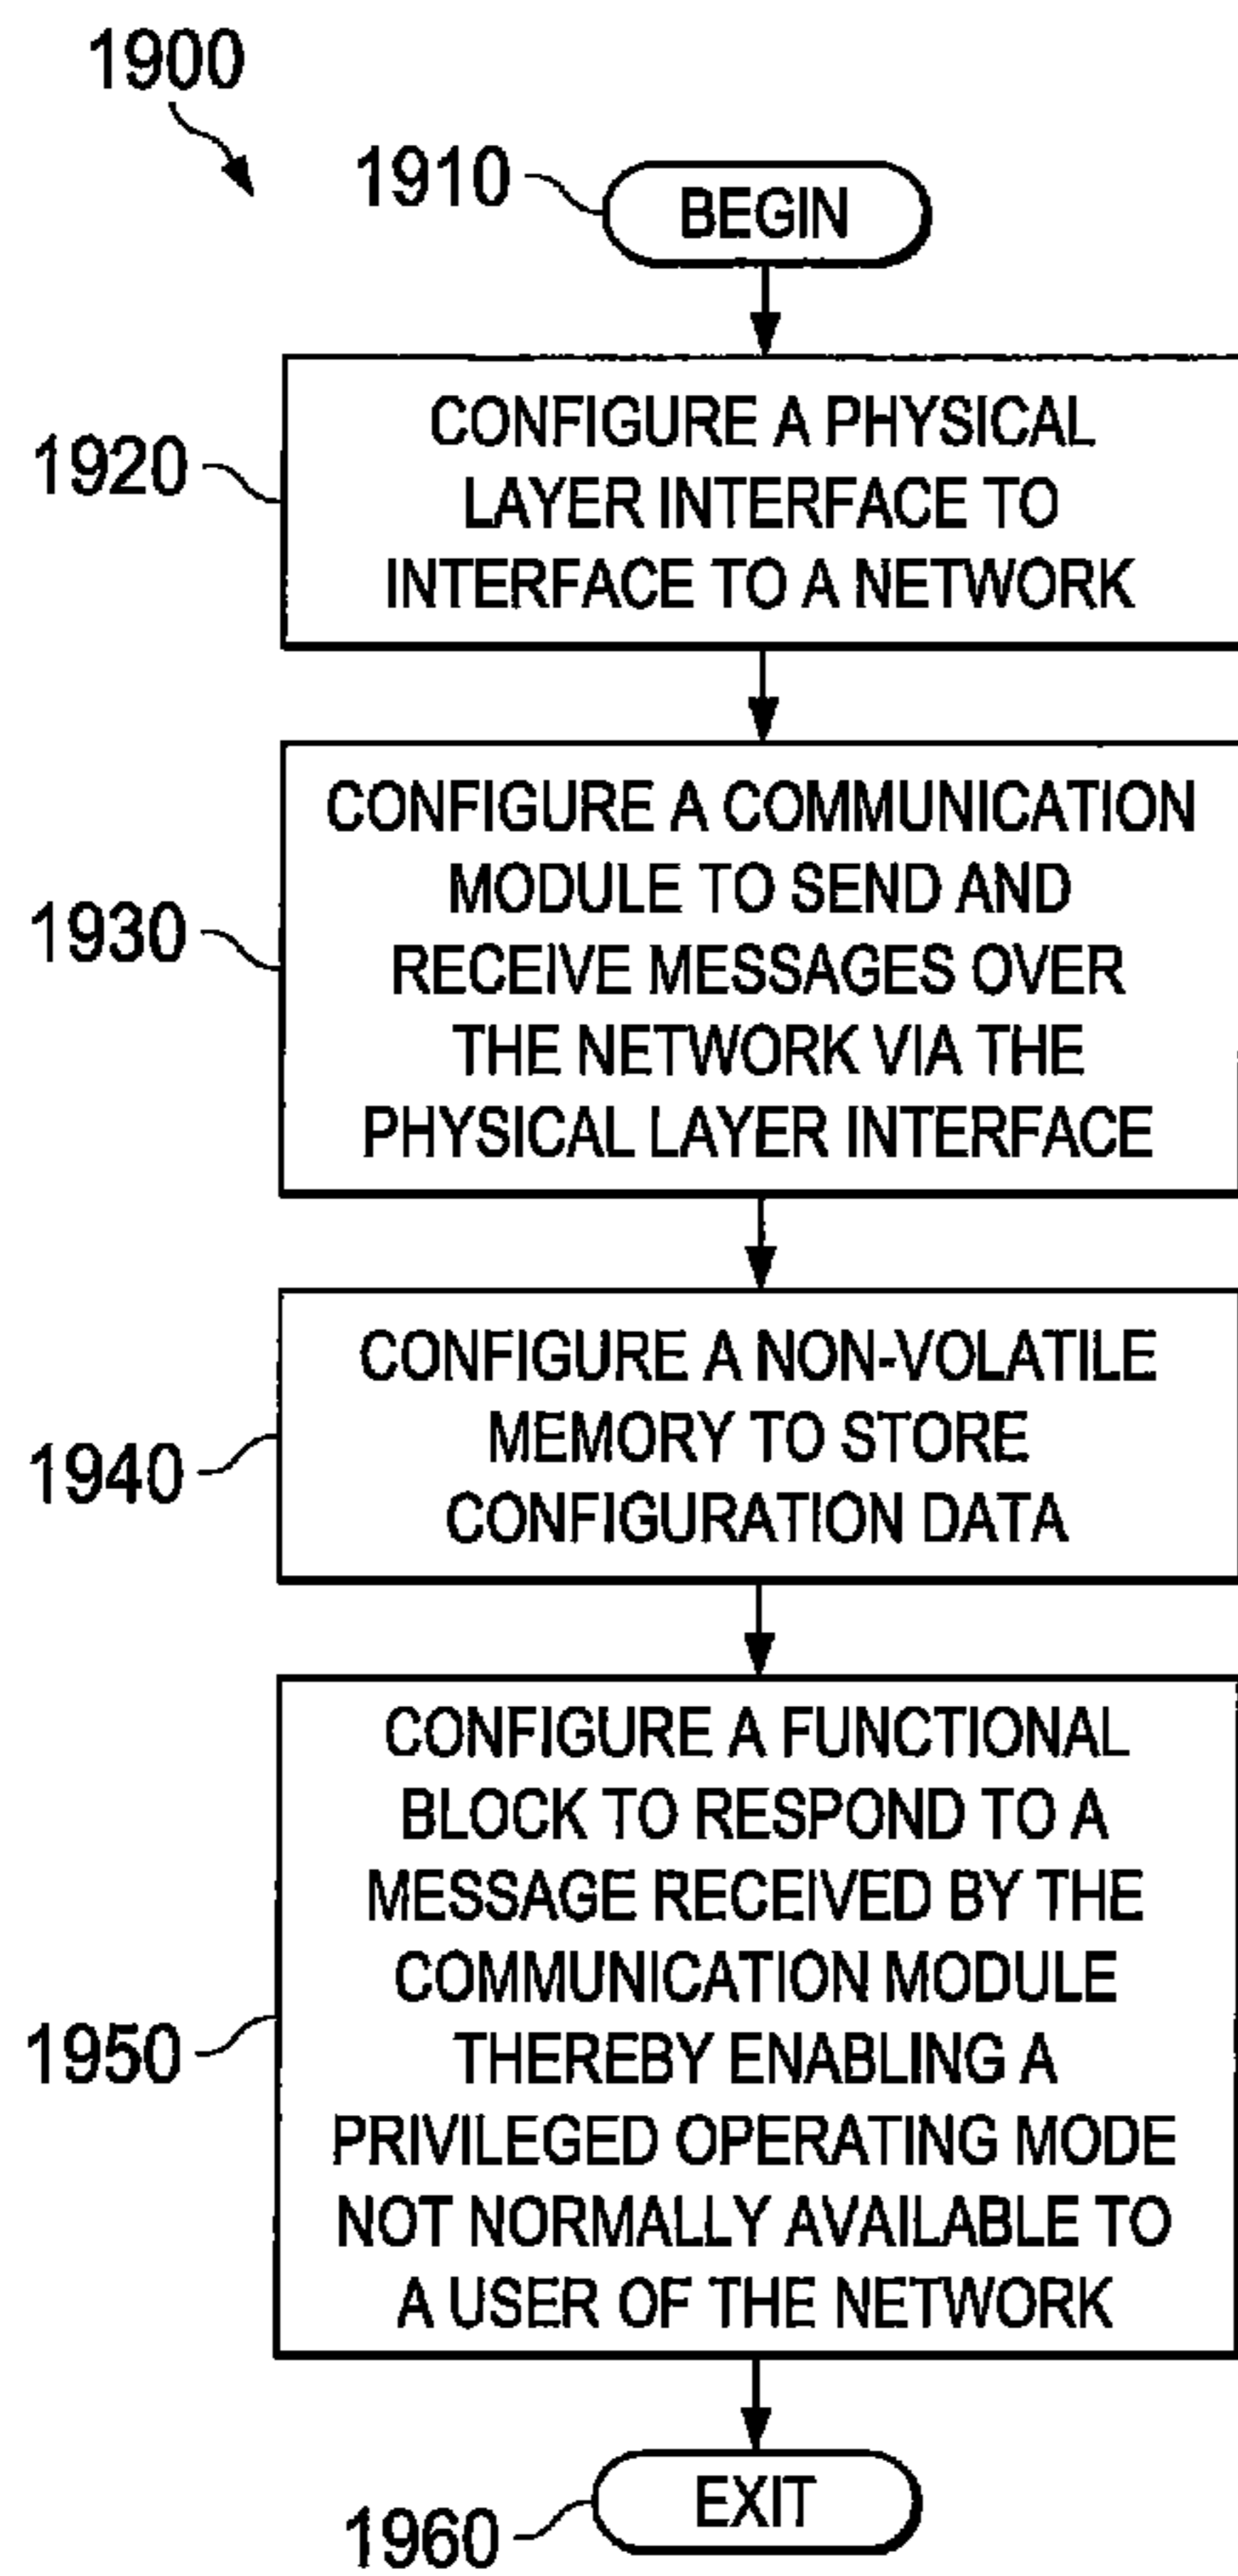 1900
1910
BEGIN
1920
CONFIGURE A PHYSICAL
LAYER INTERFACE TO
INTERFACE TO A NETWORK
1930
CONFIGURE A COMMUNICATION
MODULE TO SEND AND
RECEIVE MESSAGES OVER
THE NETWORK VIA THE
PHYSICAL LAYER INTERFACE
1940
CONFIGURE A NON-VOLATILE
MEMORY TO STORE
CONFIGURATION DATA
1950
CONFIGURE A FUNCTIONAL
BLOCK TO RESPOND TO A
MESSAGE RECEIVED BY THE
COMMUNICATION MODULE
THEREBY ENABLING A
PRIVILEGED OPERATING MODE
NOT NORMALLY AVAILABLE TO
A USER OF THE NETWORK
1960
EXIT